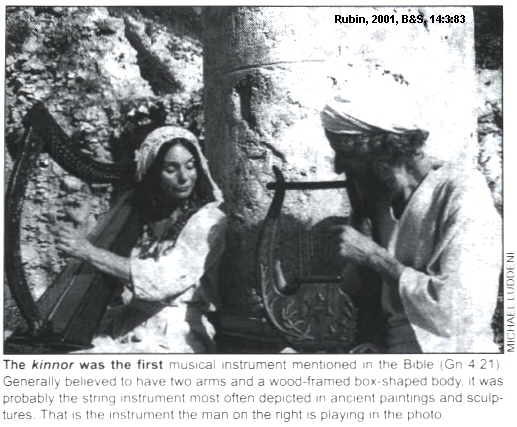 Rubin, 2001, B&S, 14:3:83
MICHAEL LUDDENI
The kinnor was the first musical instrument mentioned in the Bible (Gn 4:21).
Generally believed to have two arms and a wood-framed box-shaped body, it was
probably the string instrument most often depicted in ancient paintings and sculp-
tures. That is the instrument the man on the right is playing in the photo.